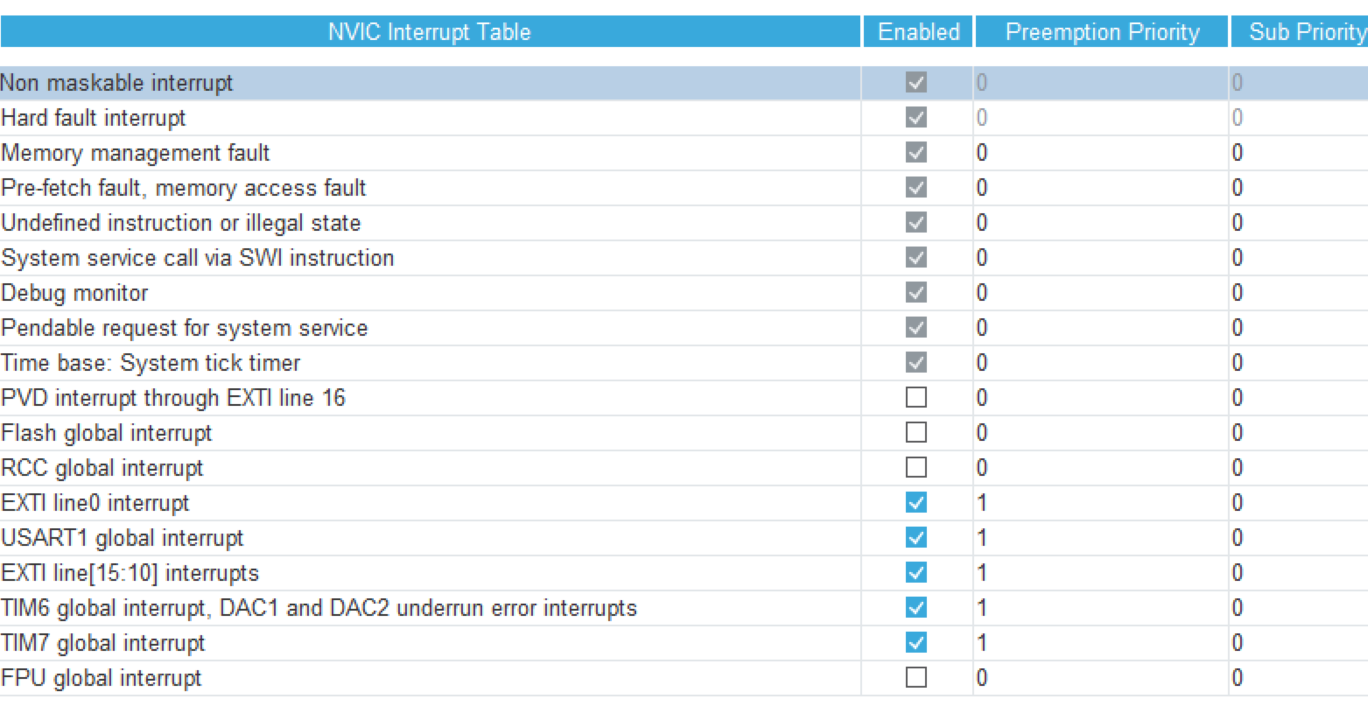 NVIC Interrupt Table Enabled Preemption Priority Sub Priority
Non maskable interrupt 0 0
Hard fault interrupt 0 0
Memory management fault 0 0
Pre-fetch fault, memory access fault 0 0
Undefined instruction or illegal state 0 0
System service call via SWI instruction 0 0
Debug monitor 0 0
Pendable request for system service 0 0
Time base: System tick timer 0 0
PVD interrupt through EXTI line 16 0 0
Flash global interrupt 0 0
RCC global interrupt 0 0
EXTI line0 interrupt 1 0
USART1 global interrupt 1 0
EXTI line[15:10] interrupts 1 0
TIM6 global interrupt, DAC1 and DAC2 underrun error interrupts 1 0
TIM7 global interrupt 1 0
FPU global interrupt 0 0